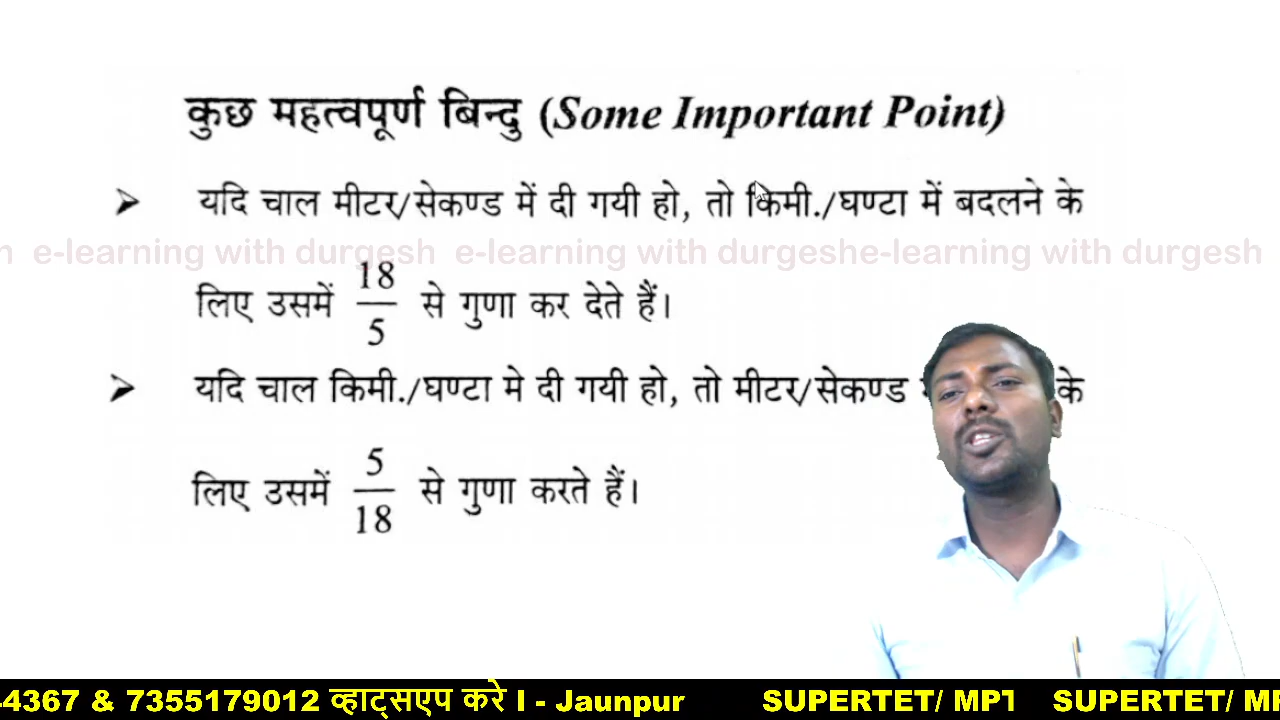 कुछ महत्वपूर्ण बिन्दु (Some Important Point)
➢ यदि चाल मीटर/सेकण्ड में दी गयी हो, तो किमी./घण्टा में बदलने के
e-learning with durgesh e-learning with durgeshe-learning with durgesh
लिए उसमें 18/5 से गुणा कर देते हैं।
➢ यदि चाल किमी./घण्टा मे दी गयी हो, तो मीटर/सेकण्ड के
लिए उसमें 5/18 से गुणा करते हैं।
4367 & 7355179012 व्हाट्सएप करे I - Jaunpur SUPERTET/ MP1 SUPERTET/